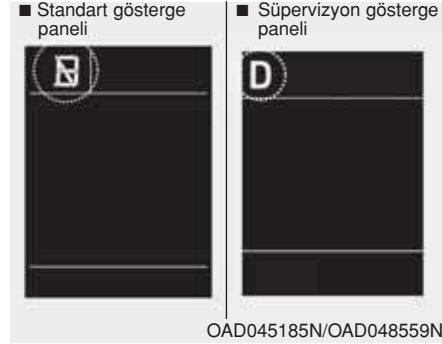 ■ Standart gösterge paneli
■ Süpervizyon gösterge paneli
D
OAD045185N/OAD048559N